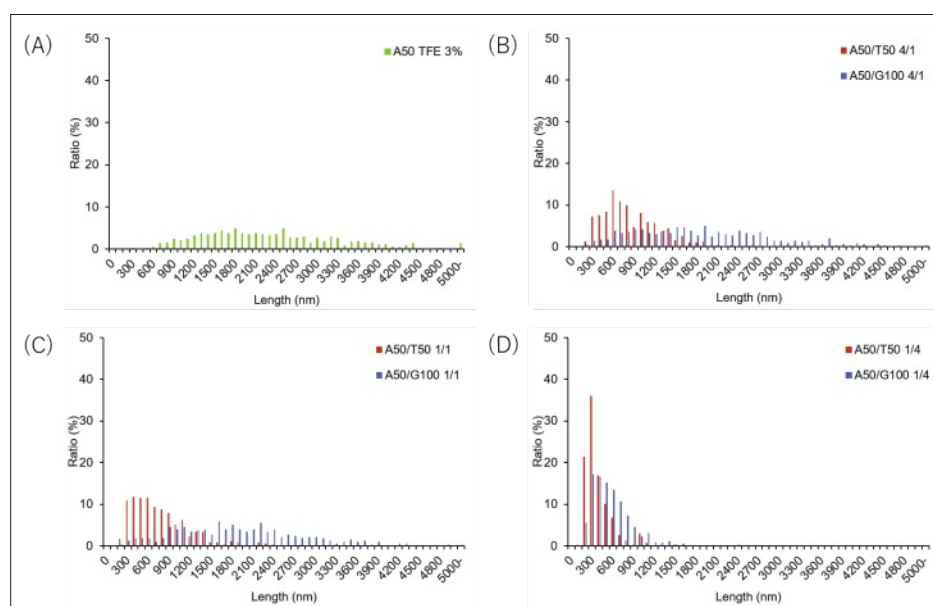 (A)
A50 TFE 3%
50
40
30
20
10
0
Ratio (%)
0 300 600 900 1200 1500 1800 2100 2400 2700 3000 3300 3600 3900 4200 4500 4800 5000-
Length (nm)
(B)
A50/T50 4/1
A50/G100 4/1
50
40
30
20
10
0
Ratio (%)
0 300 600 900 1200 1500 1800 2100 2400 2700 3000 3300 3600 3900 4200 4500 4800 5000-
Length (nm)
(C)
A50/T50 1/1
A50/G100 1/1
50
40
30
20
10
0
Ratio (%)
0 300 600 900 1200 1500 1800 2100 2400 2700 3000 3300 3600 3900 4200 4500 4800 5000-
Length (nm)
(D)
A50/T50 1/4
A50/G100 1/4
50
40
30
20
10
0
Ratio (%)
0 300 600 900 1200 1500 1800 2100 2400 2700 3000 3300 3600 3900 4200 4500 4800 5000-
Length (nm)